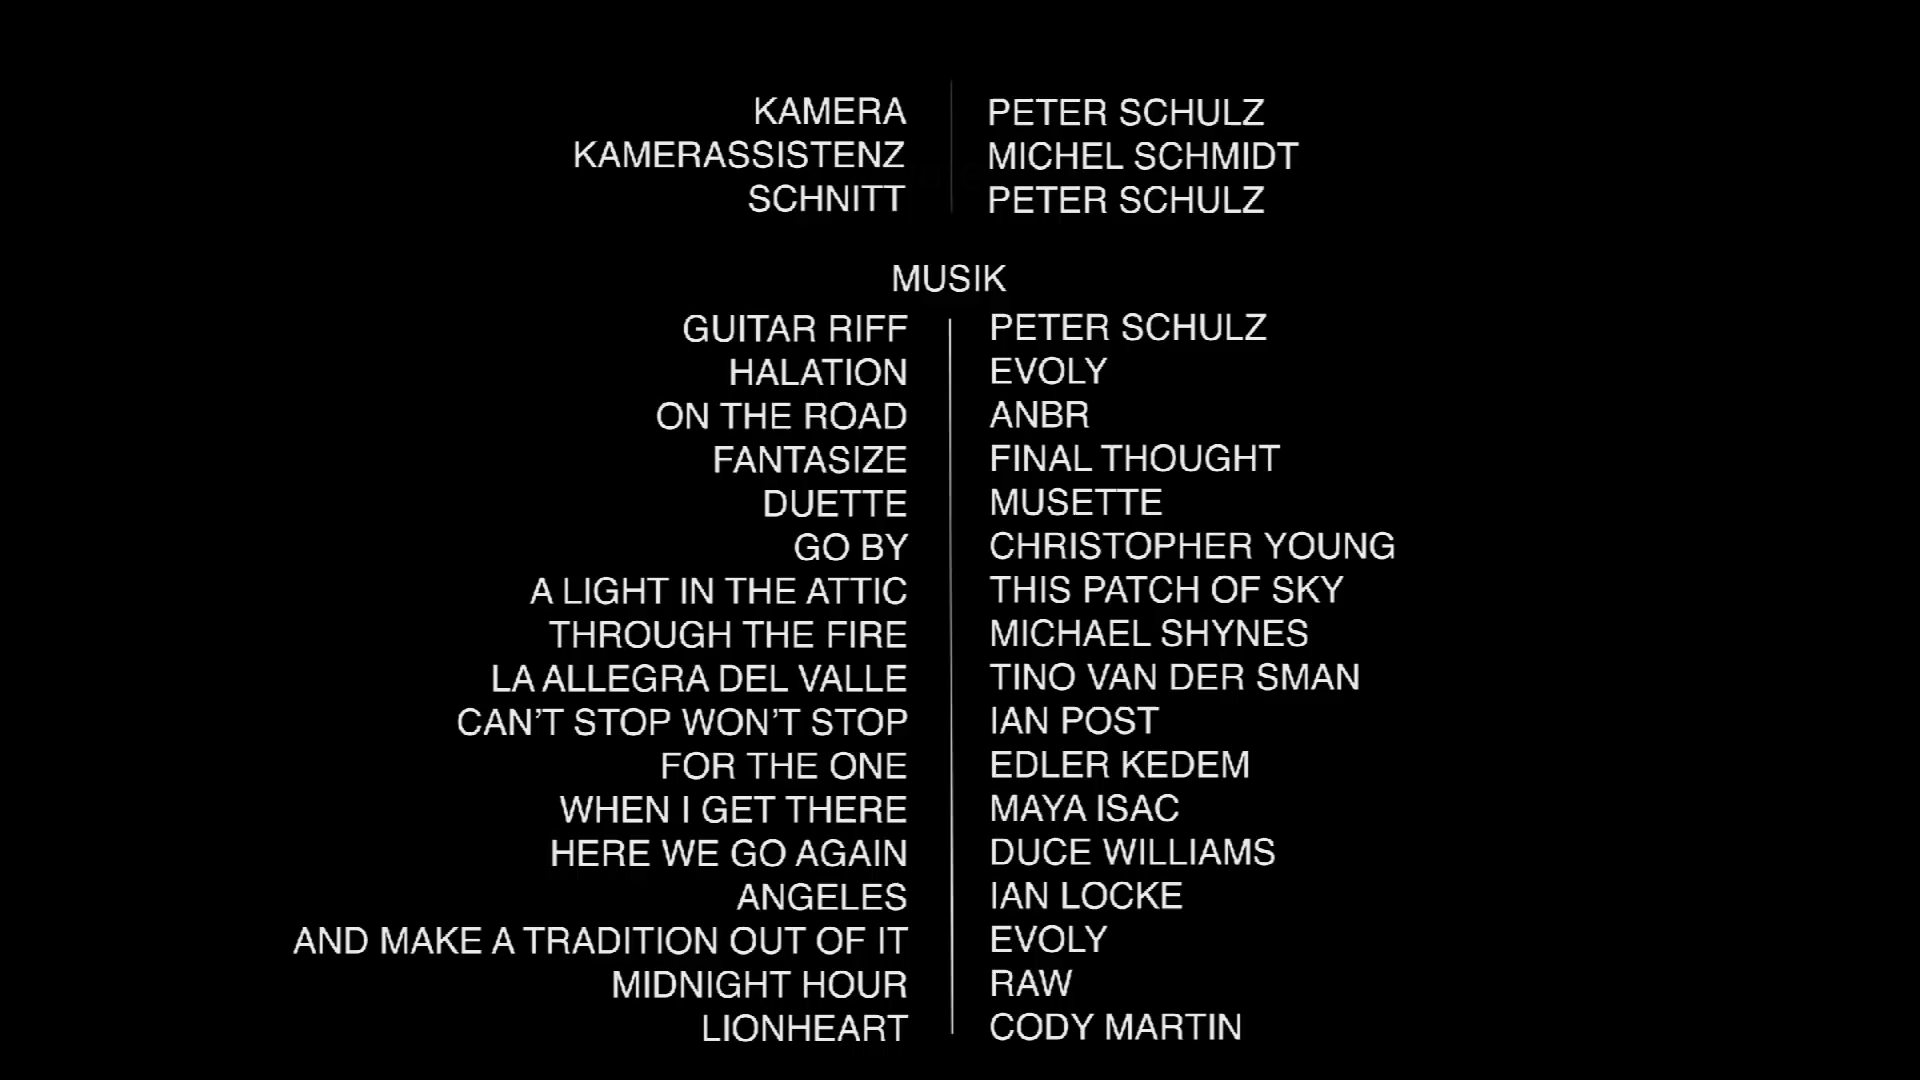 KAMERA PETER SCHULZ
KAMERASSISTENZ MICHEL SCHMIDT
SCHNITT PETER SCHULZ
MUSIK
GUITAR RIFF PETER SCHULZ
HALATION EVOLY
ON THE ROAD ANBR
FANTASIZE FINAL THOUGHT
DUETTE MUSETTE
GO BY CHRISTOPHER YOUNG
A LIGHT IN THE ATTIC THIS PATCH OF SKY
THROUGH THE FIRE MICHAEL SHYNES
LA ALLEGRA DEL VALLE TINO VAN DER SMAN
CAN’T STOP WON’T STOP IAN POST
FOR THE ONE EDLER KEDEM
WHEN I GET THERE MAYA ISAC
HERE WE GO AGAIN DUCE WILLIAMS
ANGELES IAN LOCKE
AND MAKE A TRADITION OUT OF IT EVOLY
MIDNIGHT HOUR RAW
LIONHEART CODY MARTIN